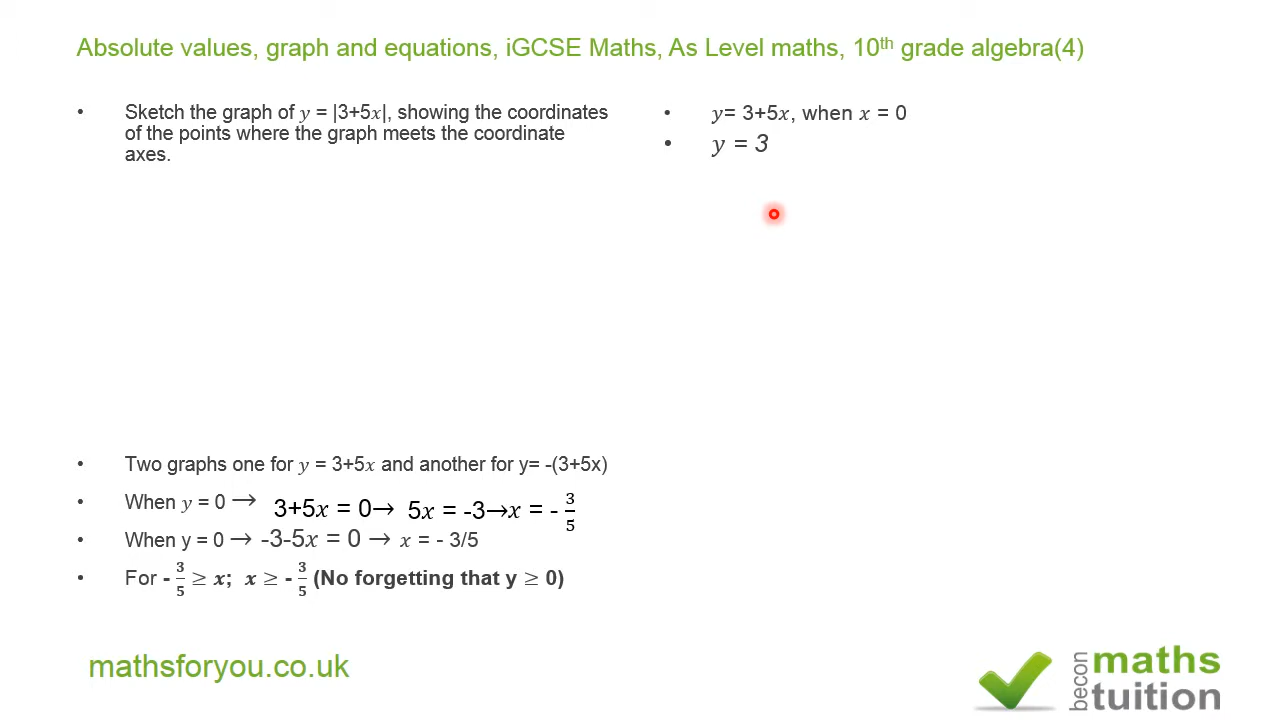 Absolute values, graph and equations, iGCSE Maths, As Level maths, 10th grade algebra(4)
• Sketch the graph of y = |3+5x|, showing the coordinates
of the points where the graph meets the coordinate
axes.
• y= 3+5x, when x = 0
• y = 3
• Two graphs one for y = 3+5x and another for y= -(3+5x)
• When y = 0 → 3+5x = 0→ 5x = -3→x = - 3/5
• When y = 0 → -3-5x = 0 → x = - 3/5
• For - 3/5 ≥ x; x ≥ - 3/5 (No forgetting that y ≥ 0)
mathsforyou.co.uk
becon
maths
tuition